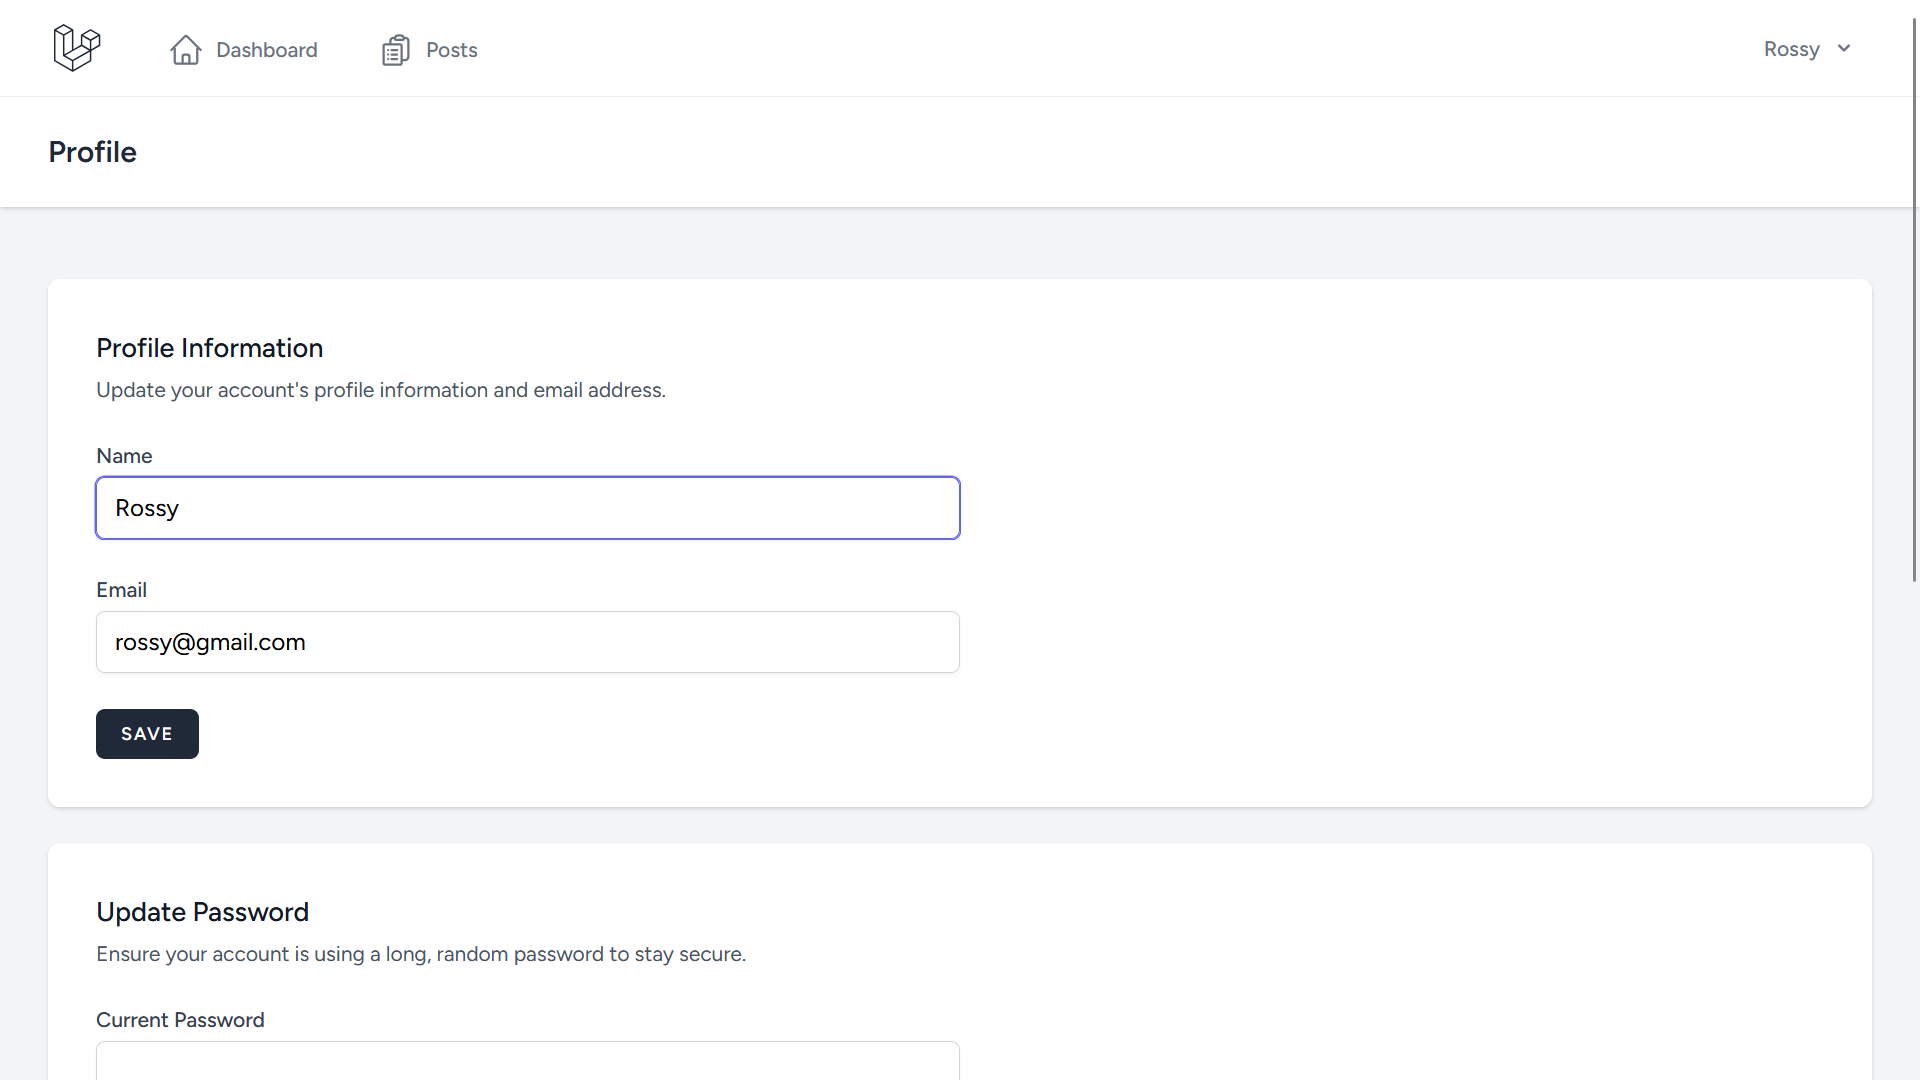 Dashboard
Posts
Rossy
Profile
Profile Information
Update your account's profile information and email address.
Name
Rossy
Email
rossy@gmail.com
SAVE
Update Password
Ensure your account is using a long, random password to stay secure.
Current Password